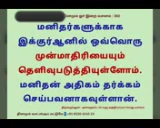 மனிதர்களுக்காக
இக்குர்ஆனில் ஒவ்வொரு
முன்மாதிரியையும்
தெளிவுபடுத்தியுள்ளோம்.
மனிதன் அதிகம் தர்க்கம்
செய்பவனாகவுள்ளான்.